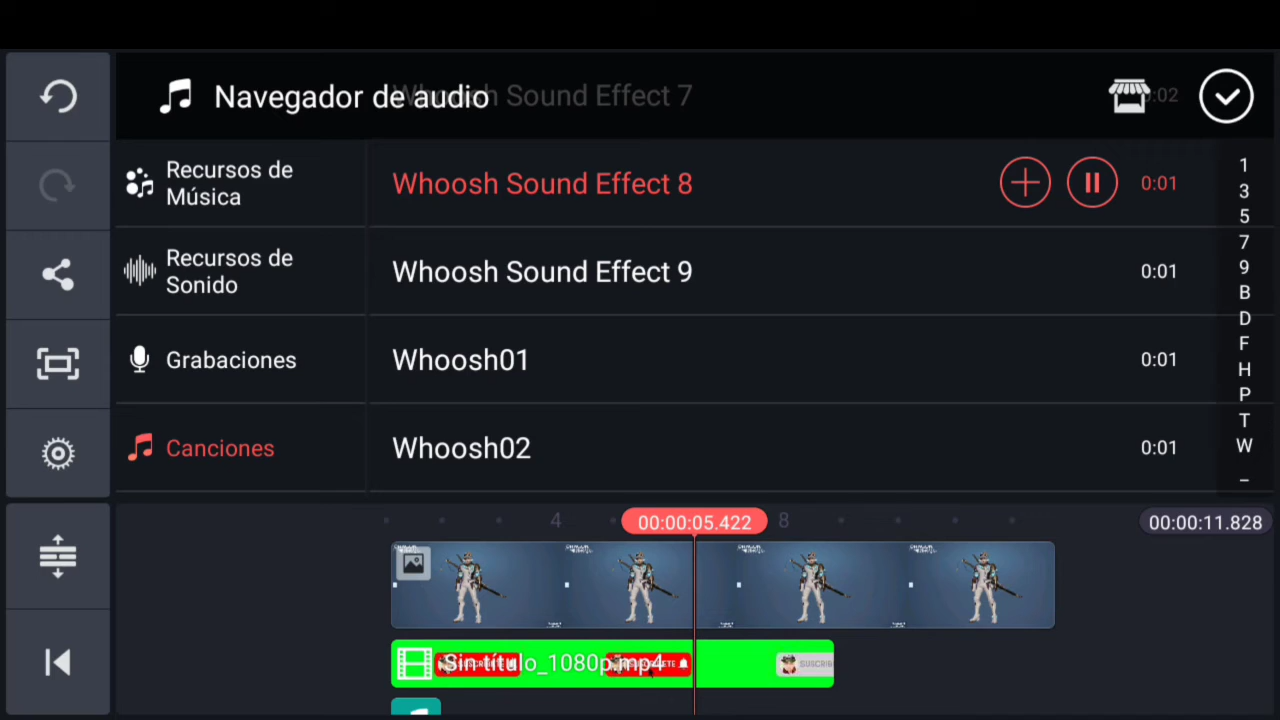 Navegador de audio
Whoosh Sound Effect 7
0:02
Recursos de
Música
Whoosh Sound Effect 8
0:01
Recursos de
Sonido
Whoosh Sound Effect 9
0:01
Grabaciones
Whoosh01
0:01
Canciones
Whoosh02
0:01
1
3
5
7
9
B
D
F
H
P
T
W
_
4
00:00:05.422
8
00:00:11.828
Sin título_1080p.mp4